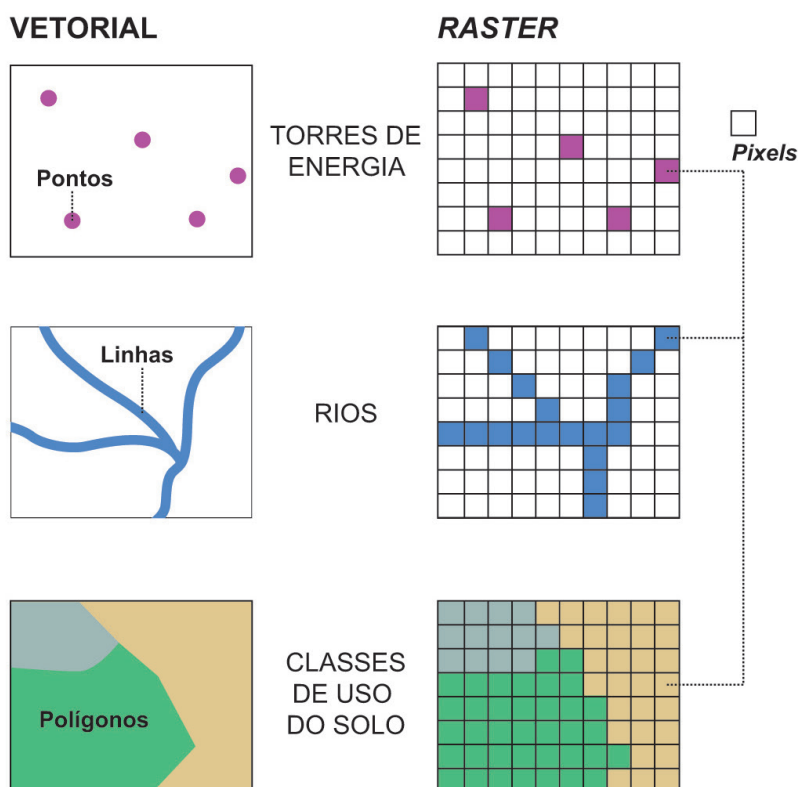 VETORIAL
RASTER
Pontos
TORRES DE
ENERGIA
Pixels
Linhas
RIOS
Polígonos
CLASSES
DE USO
DO SOLO